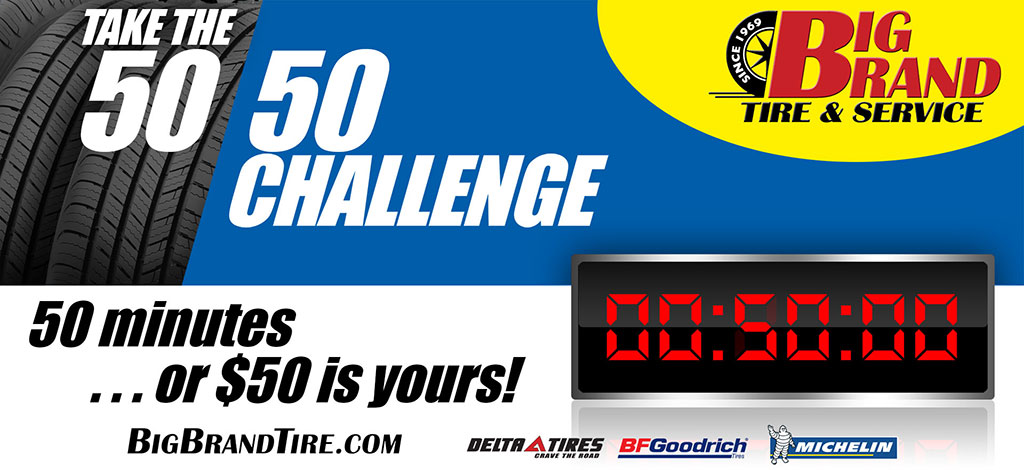 TAKE THE
50 50
CHALLENGE
SINCE 1969
BIG
BRAND
TIRE & SERVICE
00:50:00
50 minutes
... or $50 is yours!
BIGBRANDTIRE.COM
DELTA TIRES
CRAVE THE ROAD
BFGoodrich®
Tires
MICHELIN